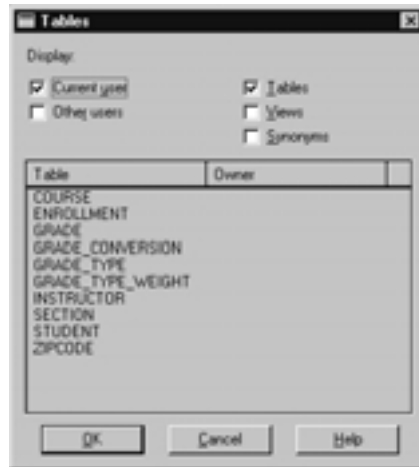 Tables
Display:
Current user
Tables
Other users
Views
Synonyms
Table Owner
COURSE
ENROLLMENT
GRADE
GRADE_CONVERSION
GRADE_TYPE
GRADE_TYPE_WEIGHT
INSTRUCTOR
SECTION
STUDENT
ZIPCODE
OK Cancel Help